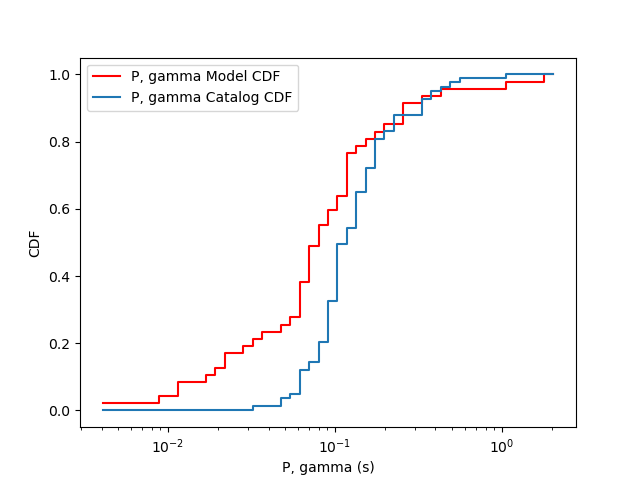 P, gamma Model CDF
P, gamma Catalog CDF
1.0
0.8
0.6
0.4
0.2
0.0
CDF
10⁻² 10⁻¹ 10⁰
P, gamma (s)